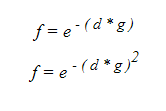 f = e^{-(d*g)}
f = e^{-(d*g)^2}